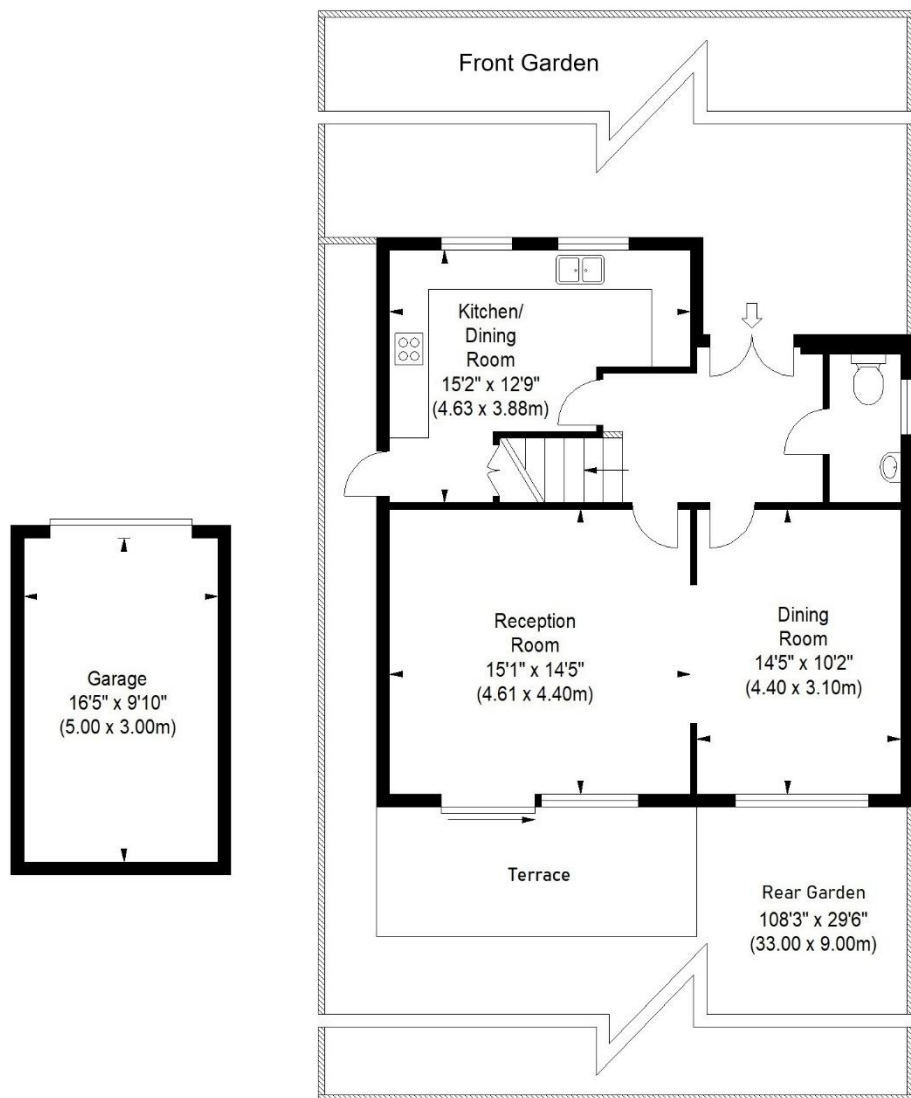 Front Garden
Kitchen/
Dining
Room
15'2" x 12'9"
(4.63 x 3.88m)
Reception
Room
15'1" x 14'5"
(4.61 x 4.40m)
Dining
Room
14'5" x 10'2"
(4.40 x 3.10m)
Garage
16'5" x 9'10"
(5.00 x 3.00m)
Terrace
Rear Garden
108'3" x 29'6"
(33.00 x 9.00m)